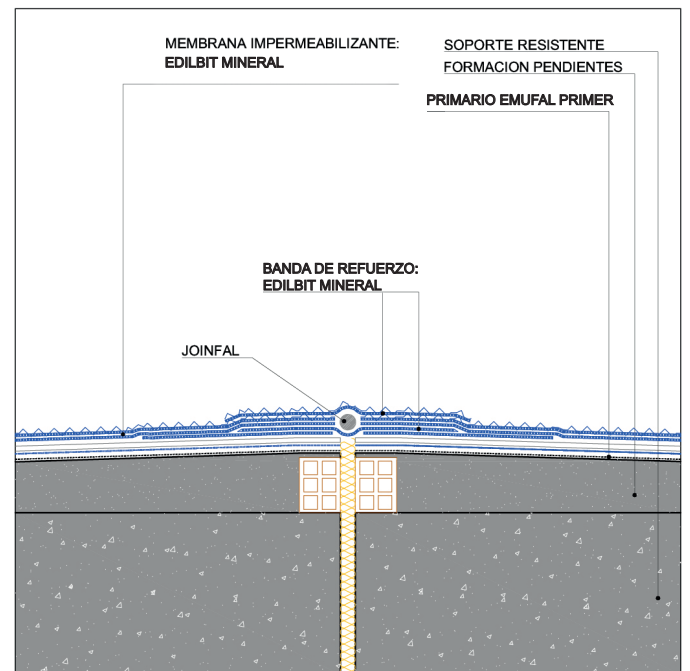 MEMBRANA IMPERMEABILIZANTE:
EDILBIT MINERAL
SOPORTE RESISTENTE
FORMACION PENDIENTES
PRIMARIO EMUFAL PRIMER
BANDA DE REFUERZO:
EDILBIT MINERAL
JOINFAL